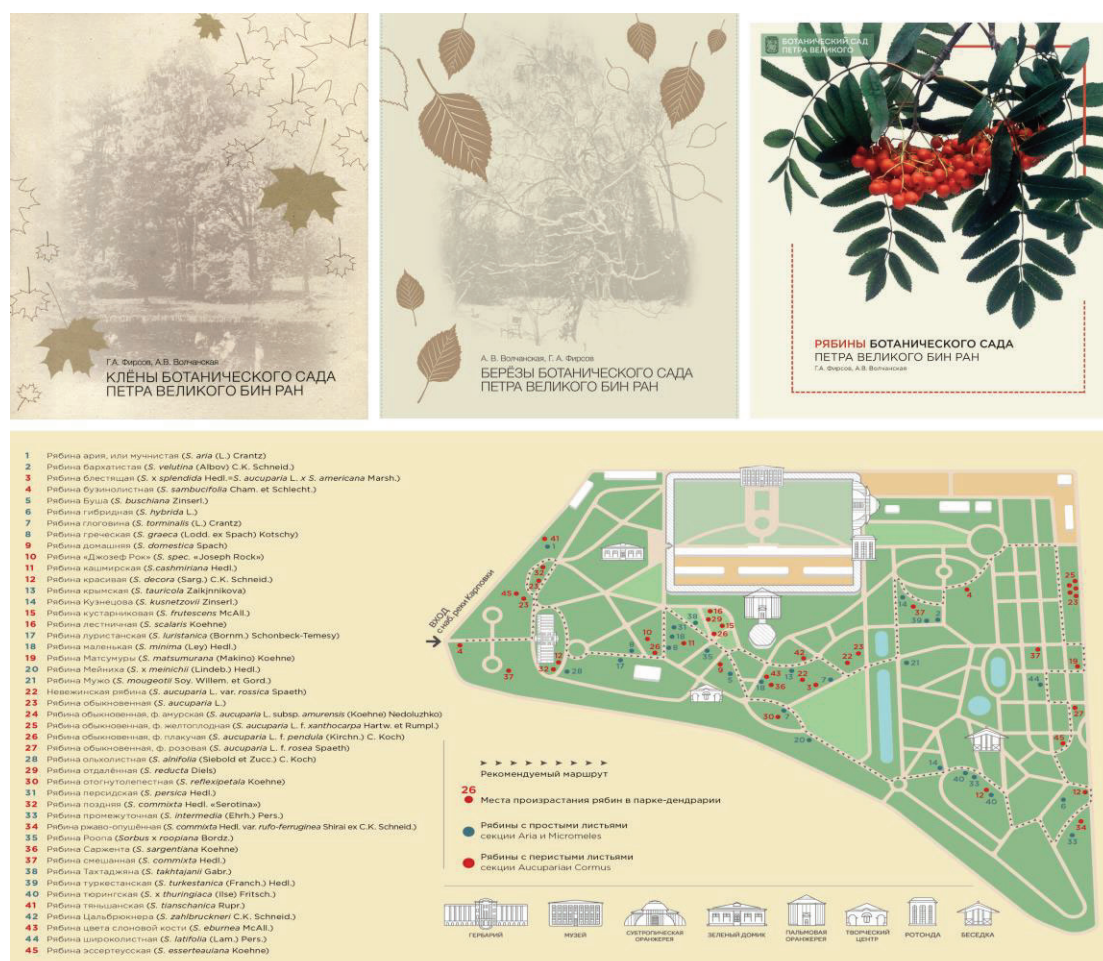 Г.А. Фирсов, А.В. Волчанская
КЛЁНЫ БОТАНИЧЕСКОГО САДА
ПЕТРА ВЕЛИКОГО БИН РАН
А. В. Волчанская, Г. А. Фирсов
БЕРЁЗЫ БОТАНИЧЕСКОГО САДА
ПЕТРА ВЕЛИКОГО БИН РАН
БОТАНИЧЕСКИЙ САД
ПЕТРА ВЕЛИКОГО
РЯБИНЫ БОТАНИЧЕСКОГО САДА
ПЕТРА ВЕЛИКОГО БИН РАН
Г.А. Фирсов, А.В. Волчанская
1 Рябина ария, или мучнистая (S. aria (L.) Crantz)
2 Рябина бархатистая (S. velutina (Albov) C.K. Schneid.)
3 Рябина блестящая (S. x splendida Hedl.=S. aucuparia L. x S. americana Marsh.)
4 Рябина бузинолистная (S. sambucifolia Cham. et Schlecht.)
5 Рябина Буша (S. buschiana Zinserl.)
6 Рябина гибридная (S. hybrida L.)
7 Рябина глоговина (S. torminalis (L.) Crantz)
8 Рябина греческая (S. graeca (Lodd. ex Spach) Kotschy)
9 Рябина домашняя (S. domestica Spach)
10 Рябина «Джозеф Рок» (S. spec. «Joseph Rock»)
11 Рябина кашмирская (S.cashmiriana Hedl.)
12 Рябина красивая (S. decora (Sarg.) C.K. Schneid.)
13 Рябина крымская (S. tauricola Zaikjnnikova)
14 Рябина Кузнецова (S. kusnetzovii Zinserl.)
15 Рябина кустарниковая (S. frutescens McAll.)
16 Рябина лестничная (S. scalaris Koehne)
17 Рябина луристанская (S. luristanica (Bornm.) Schonbeck-Temesy)
18 Рябина маленькая (S. minima (Ley) Hedl.)
19 Рябина Матсумуры (S. matsumurana (Makino) Koehne)
20 Рябина Мейниха (S. x meinichii (Lindeb.) Hedl.)
21 Рябина Мужо (S. mougeotii Soy. Willem. et Gord.)
22 Невежинская рябина (S. aucuparia L. var. rossica Spaeth)
23 Рябина обыкновенная (S. aucuparia L.)
24 Рябина обыкновенная, ф. амурская (S. aucuparia L. subsp. amurensis (Koehne) Nedoluzhko)
25 Рябина обыкновенная, ф. желтоплодная (S. aucuparia L. f. xanthocarpa Hartw. et Rumpl.)
26 Рябина обыкновенная, ф. плакучая (S. aucuparia L. f. pendula (Kirchn.) C. Koch)
27 Рябина обыкновенная, ф. розовая (S. aucuparia L. f. rosea Spaeth)
28 Рябина ольхолистная (S. alnifolia (Siebold et Zucc.) C. Koch)
29 Рябина отдалённая (S. reducta Diels)
30 Рябина отогнутолепестная (S. reflexipetala Koehne)
31 Рябина персидская (S. persica Hedl.)
32 Рябина поздняя (S. commixta Hedl. «Serotina»)
33 Рябина промежуточная (S. intermedia (Ehrh.) Pers.)
34 Рябина ржаво-опушённая (S. commixta Hedl. var. rufo-ferruginea Shirai ex C.K. Schneid.)
35 Рябина Роопа (Sorbus x roopiana Bordz.)
36 Рябина Саржента (S. sargentiana Koehne)
37 Рябина смешанная (S. commixta Hedl.)
38 Рябина Тахтаджяна (S. takhtajanii Gabr.)
39 Рябина туркестанская (S. turkestanica (Franch.) Hedl.)
40 Рябина тюрингская (S. x thuringiaca (Ilse) Fritsch.)
41 Рябина тяньшанская (S. tianschanica Rupr.)
42 Рябина Цальбрюкнера (S. zahlbruckneri C.K. Schneid.)
43 Рябина цвета слоновой кости (S. eburnea McAll.)
44 Рябина широколистная (S. latifolia (Lam.) Pers.)
45 Рябина эссертеуская (S. esserteauiana Koehne)
ВХОД
с наб. реки Карповки
Рекомендуемый маршрут
26
Места произрастания рябин в парке-дендрарии
Рябины с простыми листьями
секции Aria и Micromeles
Рябины с перистыми листьями
секции Aucuparia и Cormus
ГЕРБАРИЙ
МУЗЕЙ
СУБТРОПИЧЕСКАЯ
ОРАНЖЕРЕЯ
ЗЕЛЕНЫЙ ДОМИК
ПАЛЬМОВАЯ
ОРАНЖЕРЕЯ
ТВОРЧЕСКИЙ
ЦЕНТР
РОТОНДА
БЕСЕДКА